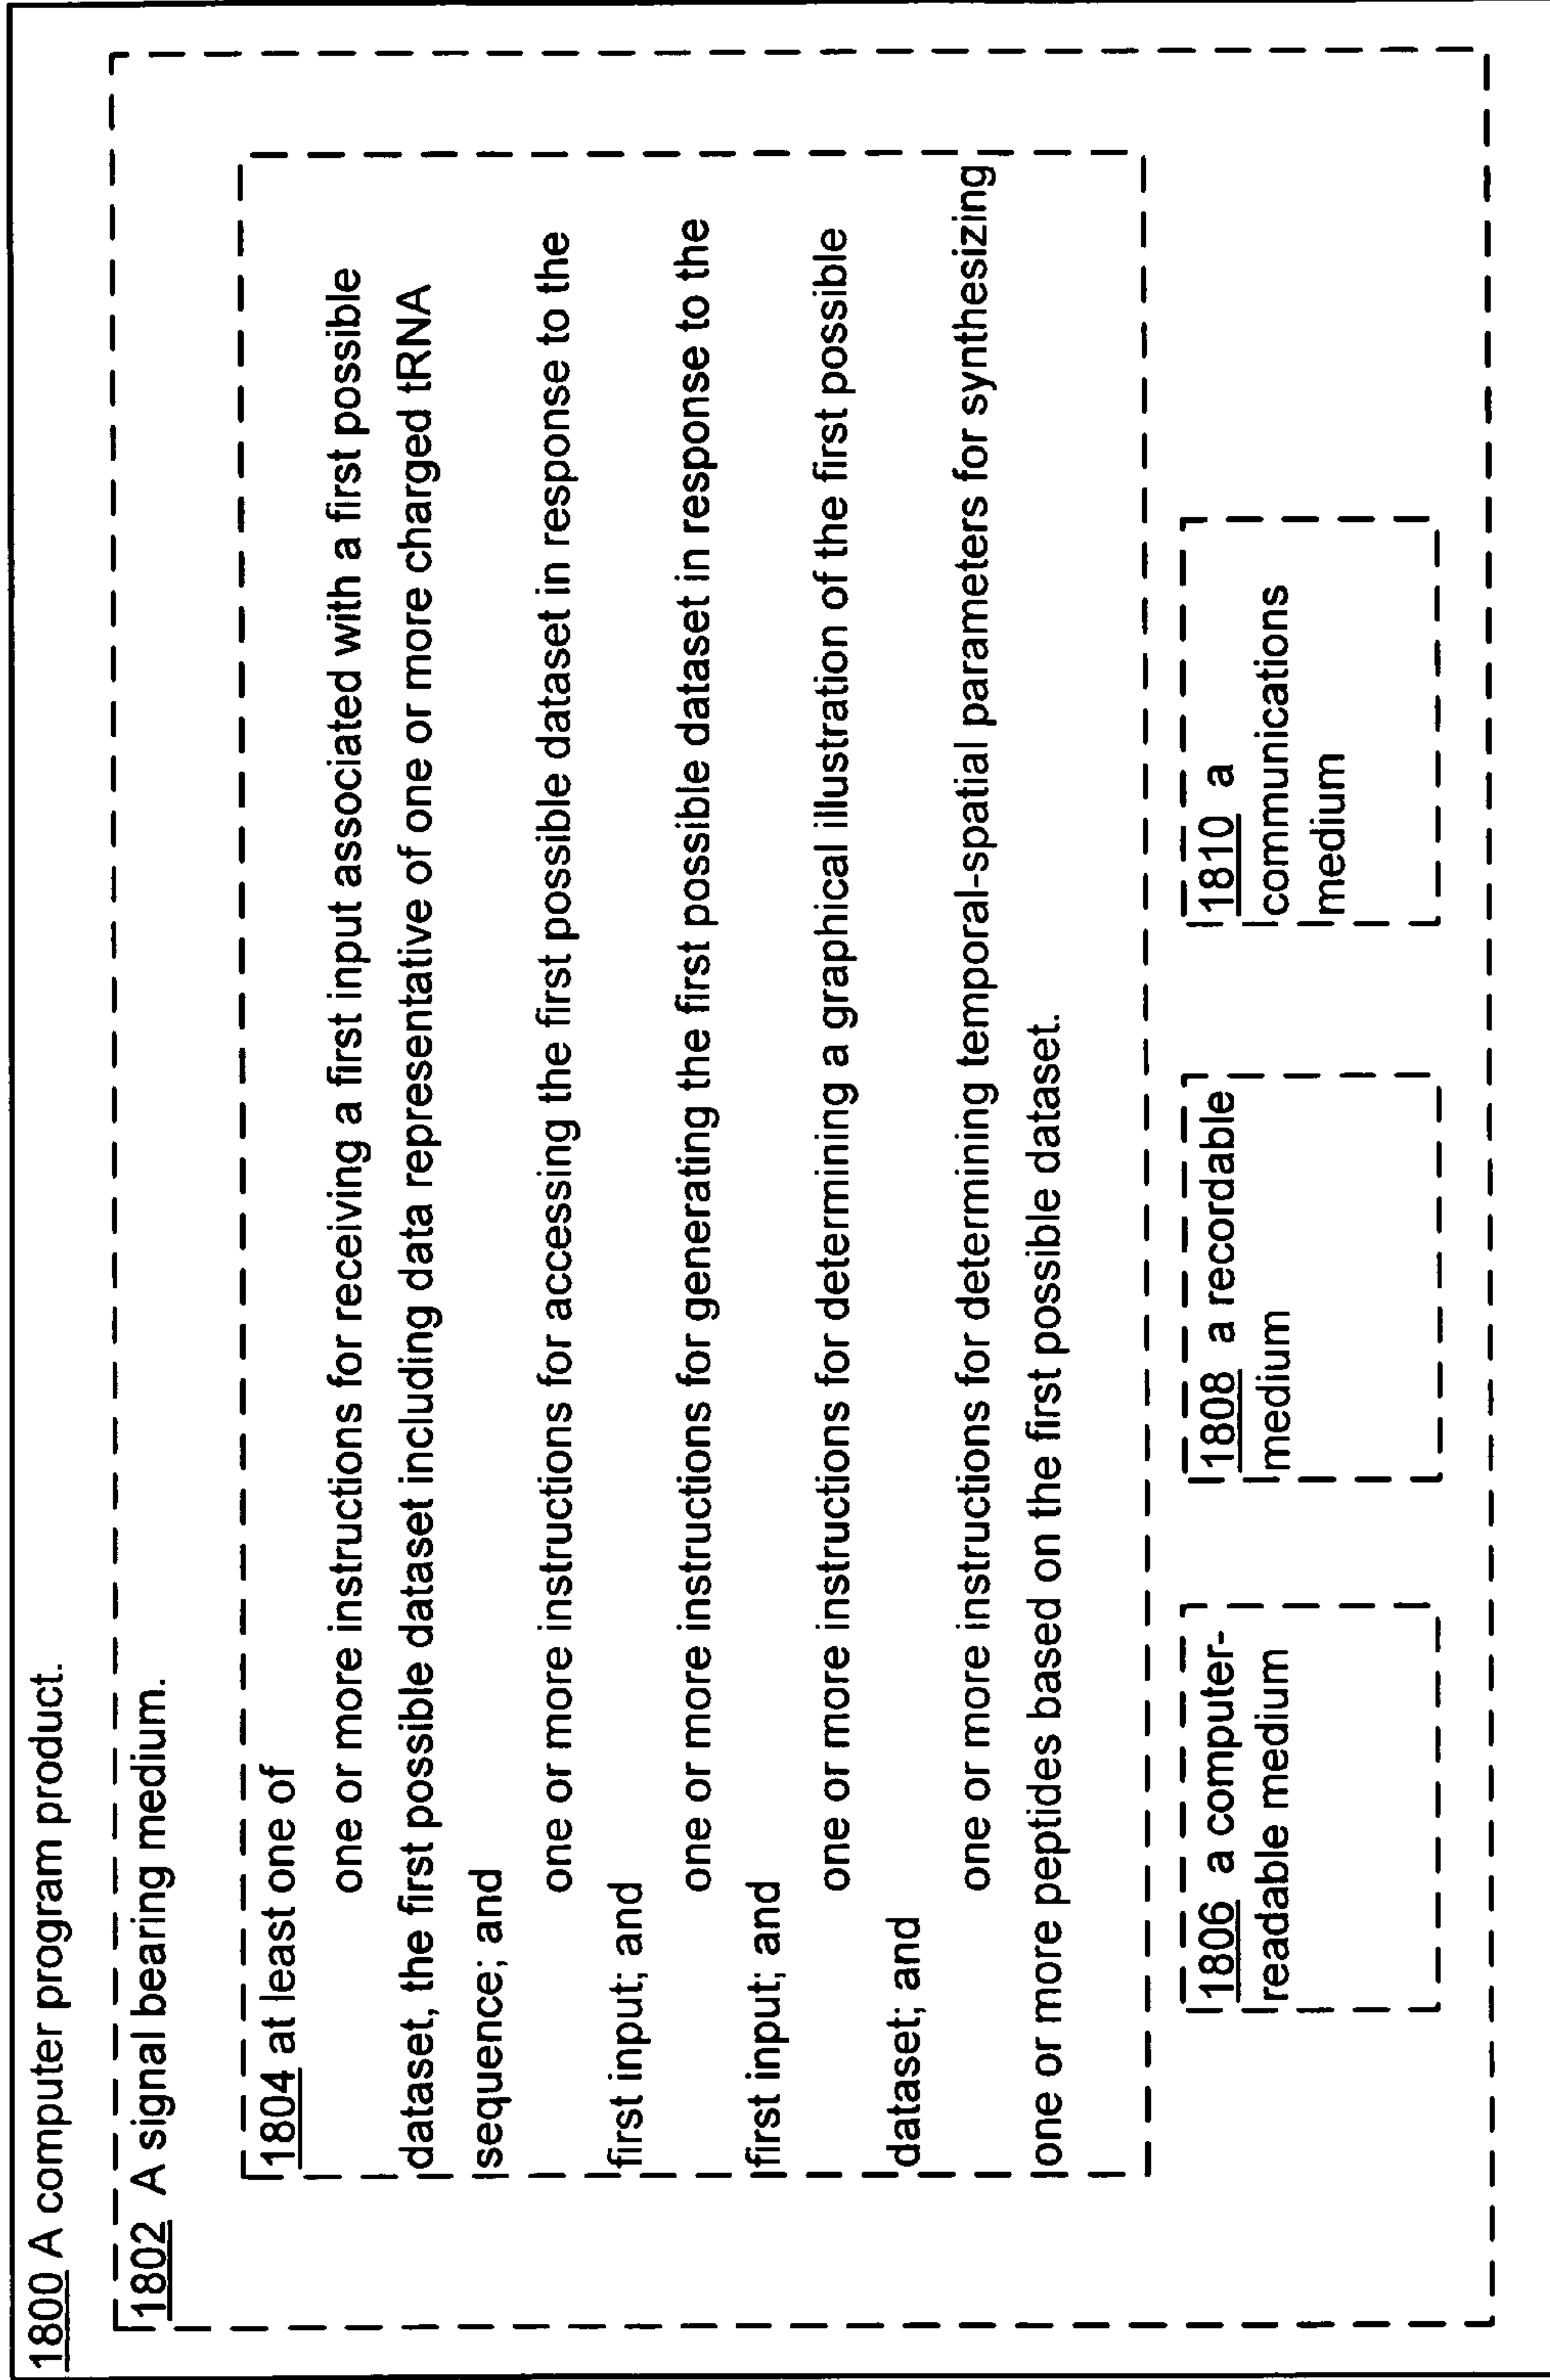 1800 A computer program product.
1802 A signal bearing medium.
1804 at least one of
one or more instructions for receiving a first input associated with a first possible
dataset, the first possible dataset including data representative of one or more charged tRNA
sequence; and
one or more instructions for accessing the first possible dataset in response to the
first input; and
one or more instructions for generating the first possible dataset in response to the
first input; and
one or more instructions for determining a graphical illustration of the first possible
dataset; and
one or more instructions for determining temporal-spatial parameters for synthesizing
one or more peptides based on the first possible dataset.
1806 a computer-
readable medium
1808 a recordable
medium
1810 a
communications
medium